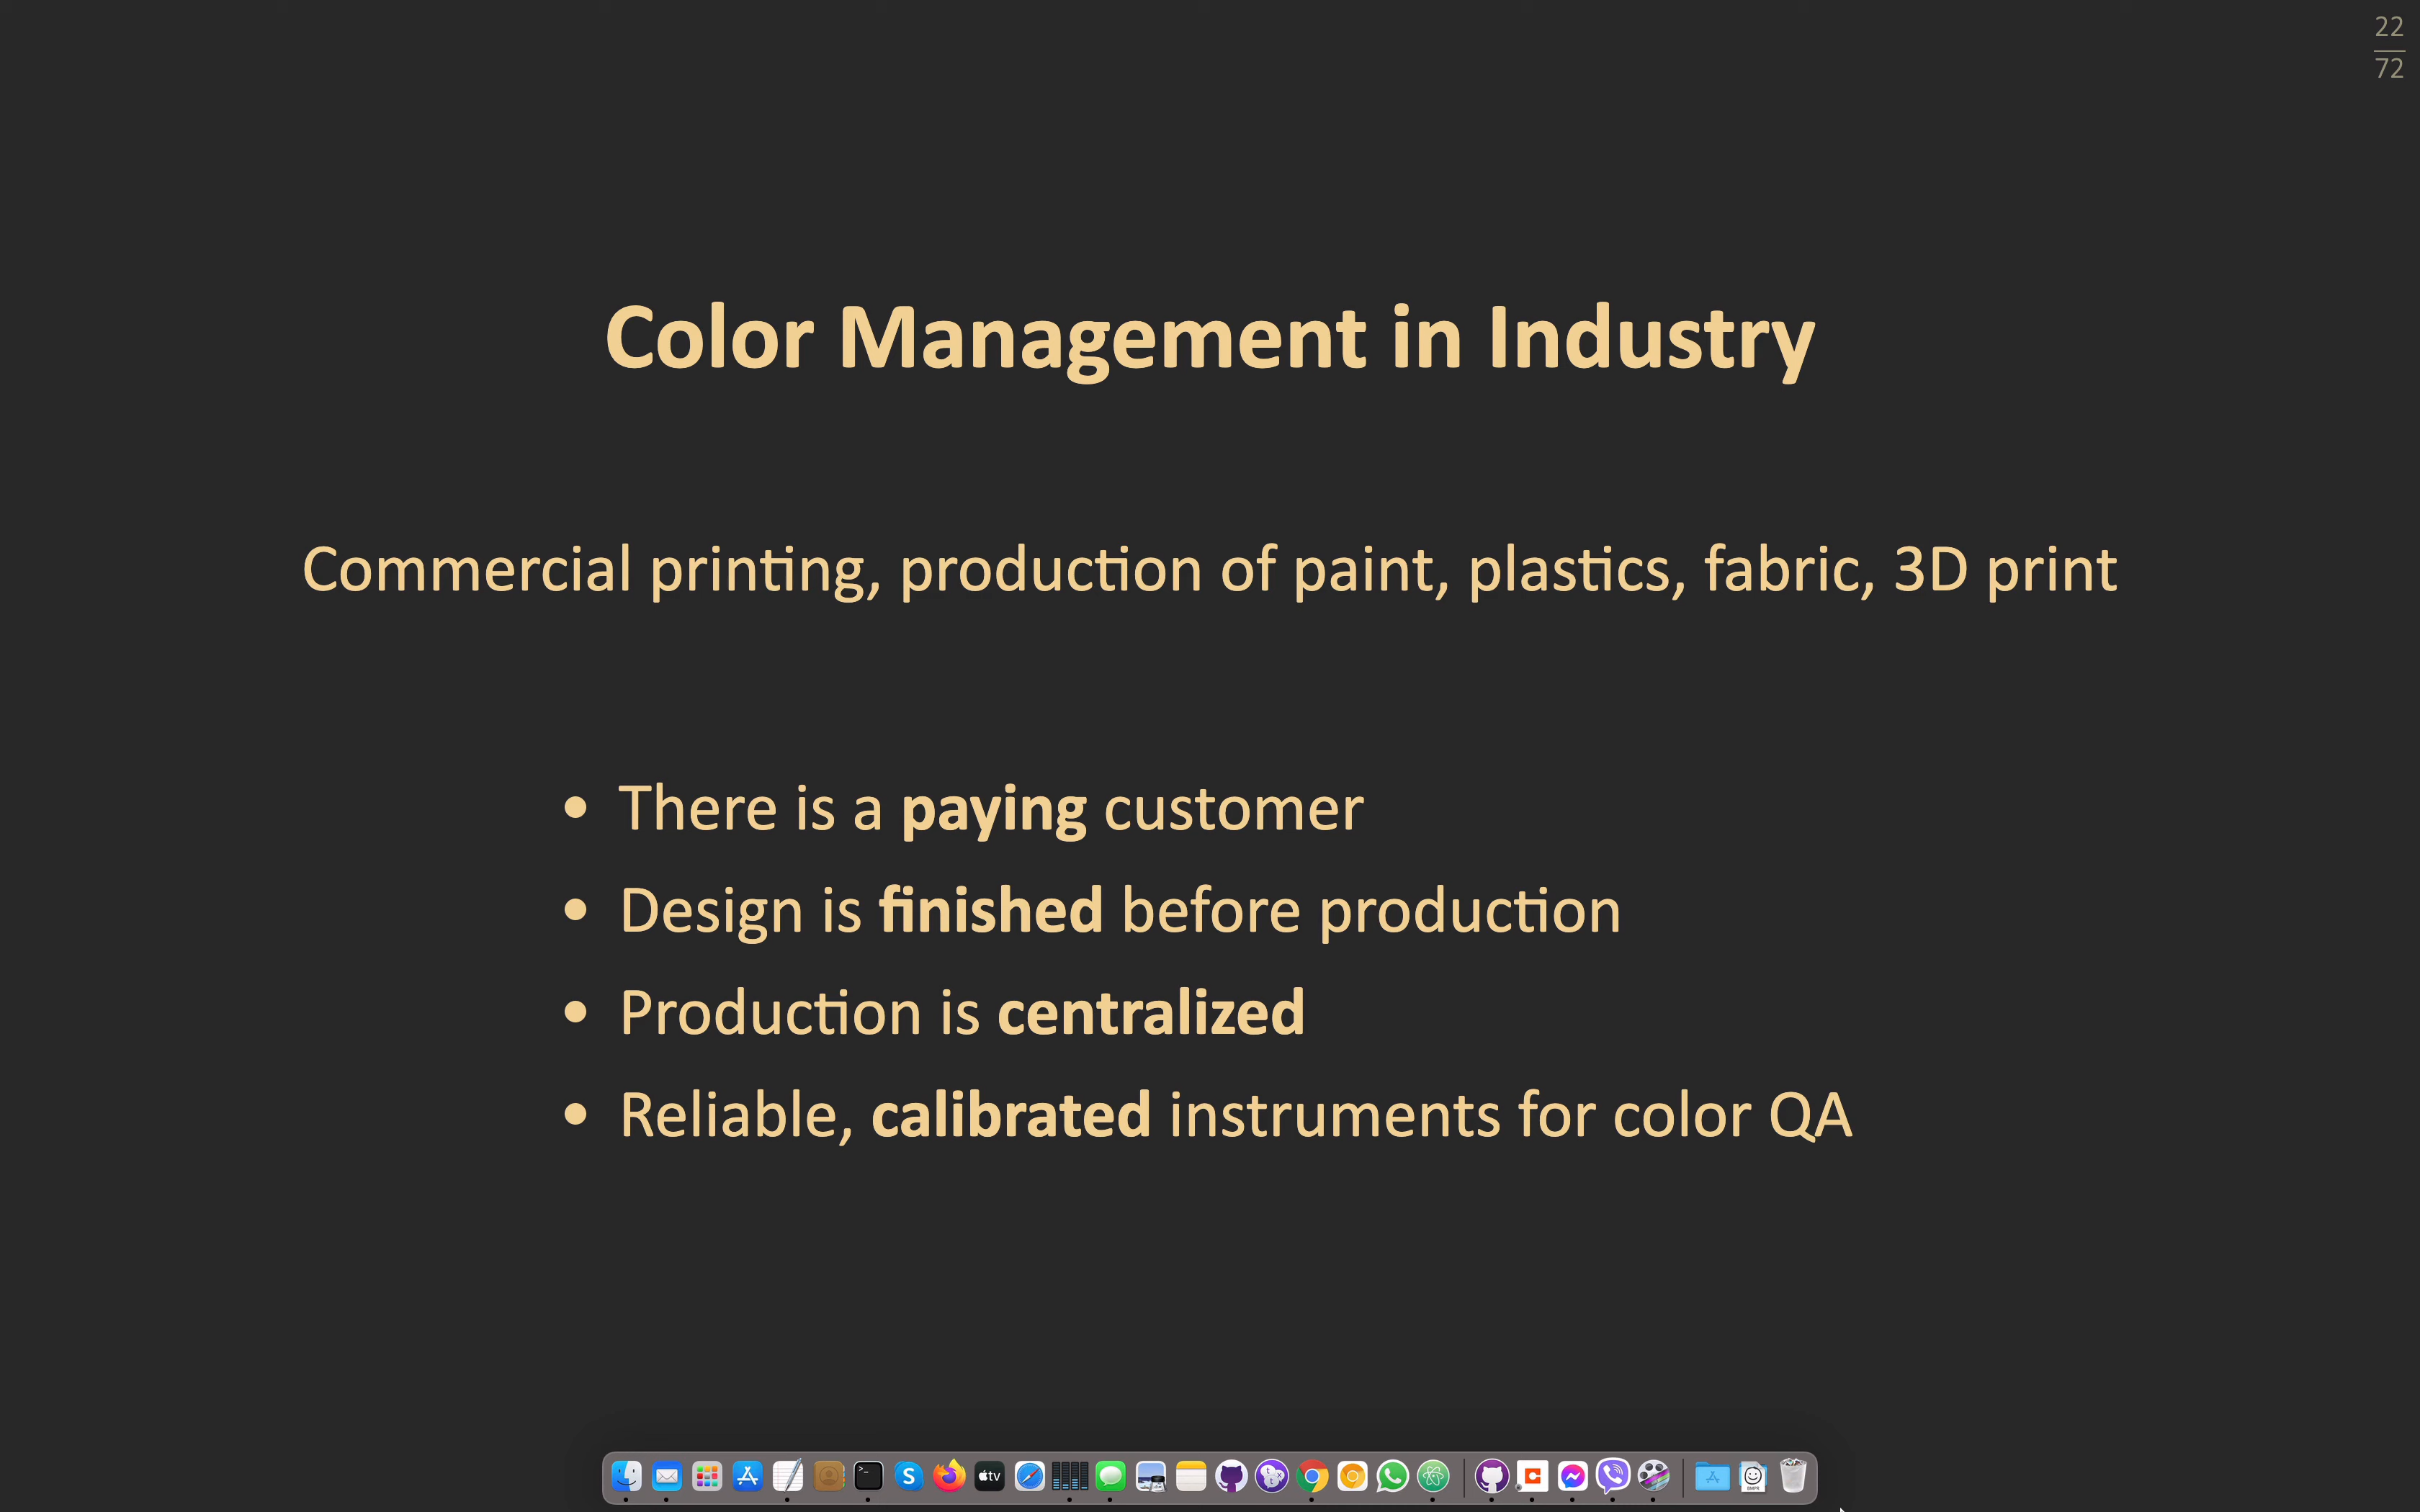 22
72
Color Management in Industry
Commercial printing, production of paint, plastics, fabric, 3D print
• There is a paying customer
• Design is finished before production
• Production is centralized
• Reliable, calibrated instruments for color QA
tv